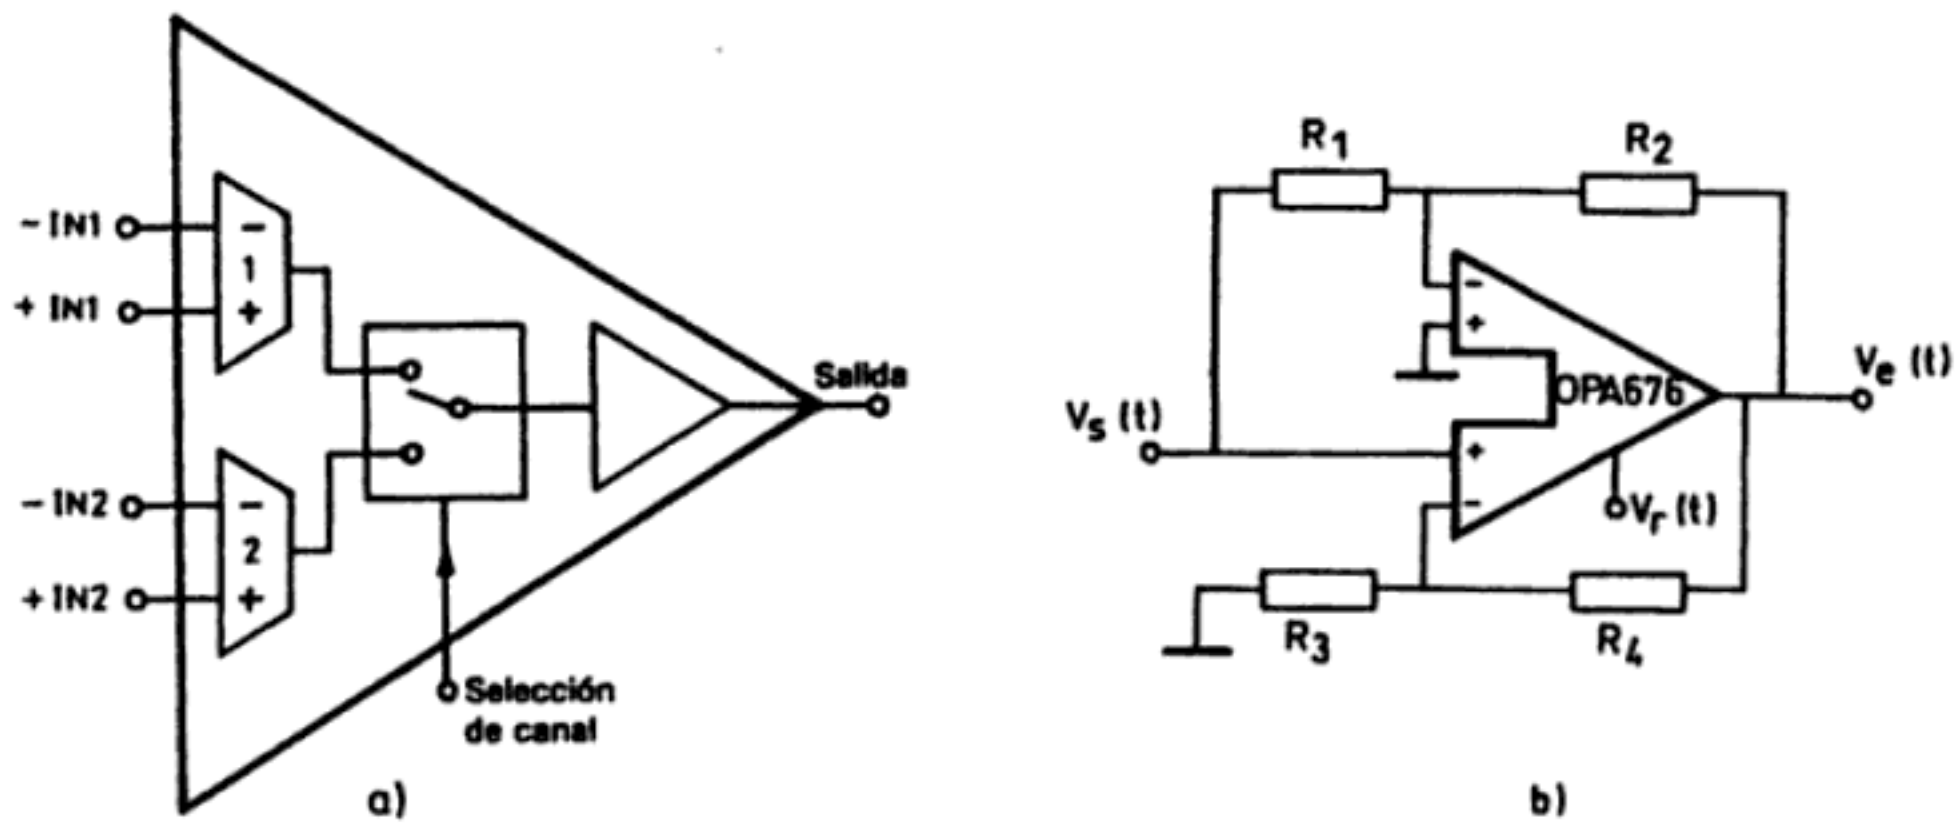 - IN1
+ IN1
- IN2
+ IN2
-
1
+
-
2
+
Salida
Selección
de canal
a)
R1
R2
-
+
OPA676
Ve (t)
Vs (t)
+
-
Vr (t)
R3
R4
b)